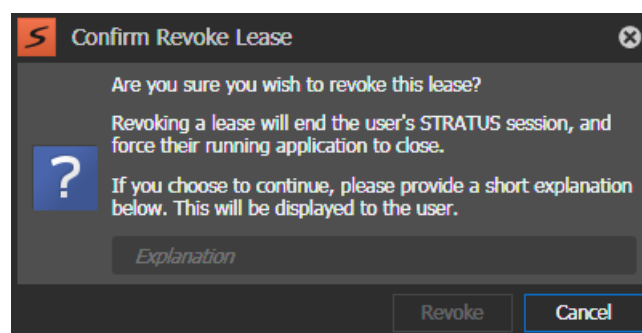 Confirm Revoke Lease
Are you sure you wish to revoke this lease?
Revoking a lease will end the user's STRATUS session, and
force their running application to close.
If you choose to continue, please provide a short explanation
below. This will be displayed to the user.
Explanation
Revoke
Cancel